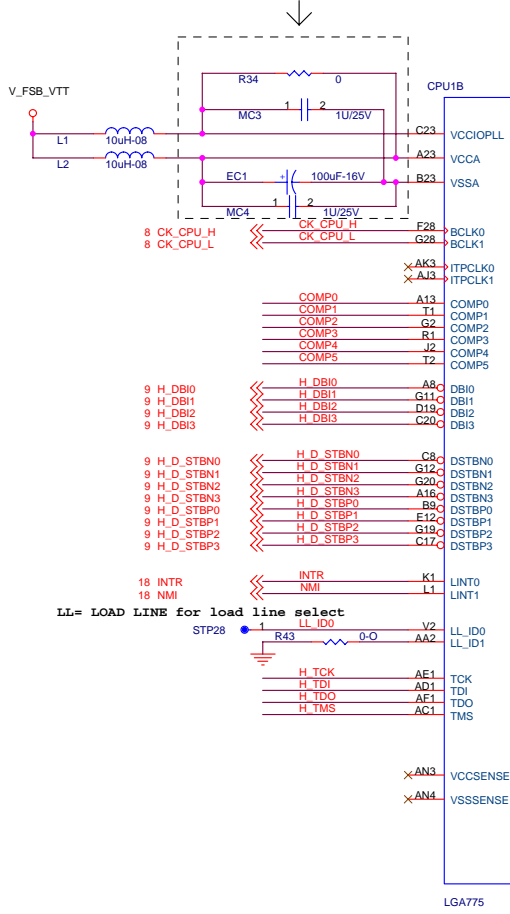 R34 0
CPU1B
V_FSB_VTT
MC3 1 2 1U/25V
L1 10uH-08 C23 VCCIOPLL
L2 10uH-08 A23 VCCA
EC1 + 100uF-16V B23 VSSA
MC4 1 2 1U/25V
8 CK_CPU_H CK_CPU_H F28 BCLK0
8 CK_CPU_L CK_CPU_L G28 BCLK1
AK3 ITPCLK0
AJ3 ITPCLK1
COMP0 A13 COMP0
COMP1 T1 COMP1
COMP2 G2 COMP2
COMP3 R1 COMP3
COMP4 J2 COMP4
COMP5 T2 COMP5
9 H_DBI0 H_DBI0 A8 DBI0
9 H_DBI1 H_DBI1 G11 DBI1
9 H_DBI2 H_DBI2 D19 DBI2
9 H_DBI3 H_DBI3 C20 DBI3
9 H_D_STBN0 H_D_STBN0 C8 DSTBN0
9 H_D_STBN1 H_D_STBN1 G12 DSTBN1
9 H_D_STBN2 H_D_STBN2 G20 DSTBN2
9 H_D_STBN3 H_D_STBN3 A16 DSTBN3
9 H_D_STBP0 H_D_STBP0 B9 DSTBP0
9 H_D_STBP1 H_D_STBP1 E12 DSTBP1
9 H_D_STBP2 H_D_STBP2 G19 DSTBP2
9 H_D_STBP3 H_D_STBP3 C17 DSTBP3
18 INTR INTR K1 LINT0
18 NMI NMI L1 LINT1
LL= LOAD LINE for load line select
STP28 1 LL_ID0 V2 LL_ID0
R43 0-O AA2 LL_ID1
H_TCK AE1 TCK
H_TDI AD1 TDI
H_TDO AF1 TDO
H_TMS AC1 TMS
AN3 VCCSENSE
AN4 VSSSENSE
LGA775